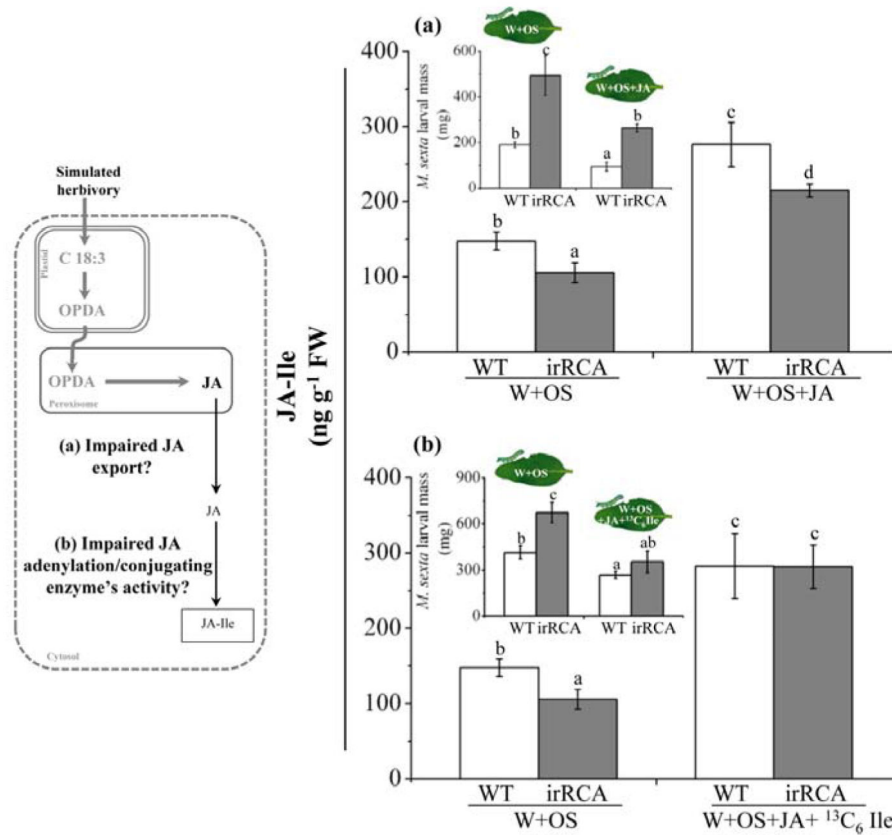 Simulated
herbivory
Plastid
C 18:3
OPDA
OPDA
JA
Peroxisome
(a) Impaired JA
export?
JA
(b) Impaired JA
adenylation/conjugating
enzyme's activity?
JA-Ile
Cytosol
JA-Ile
(ng g⁻¹ FW)
(a)
400
300
200
100
0
M. sexta larval mass
(mg)
600
400
200
0
W+OS
W+OS+JA
b
c
a
b
WT irRCA
WT irRCA
b
a
c
d
WT
irRCA
WT
irRCA
W+OS
W+OS+JA
(b)
400
300
200
100
0
M. sexta larval mass
(mg)
900
600
300
0
W+OS
W+OS
+JA+¹³C₆Ile
b
c
a
ab
WT irRCA
WT irRCA
b
a
c
c
WT
irRCA
WT
irRCA
W+OS
W+OS+JA+ ¹³C₆ Ile